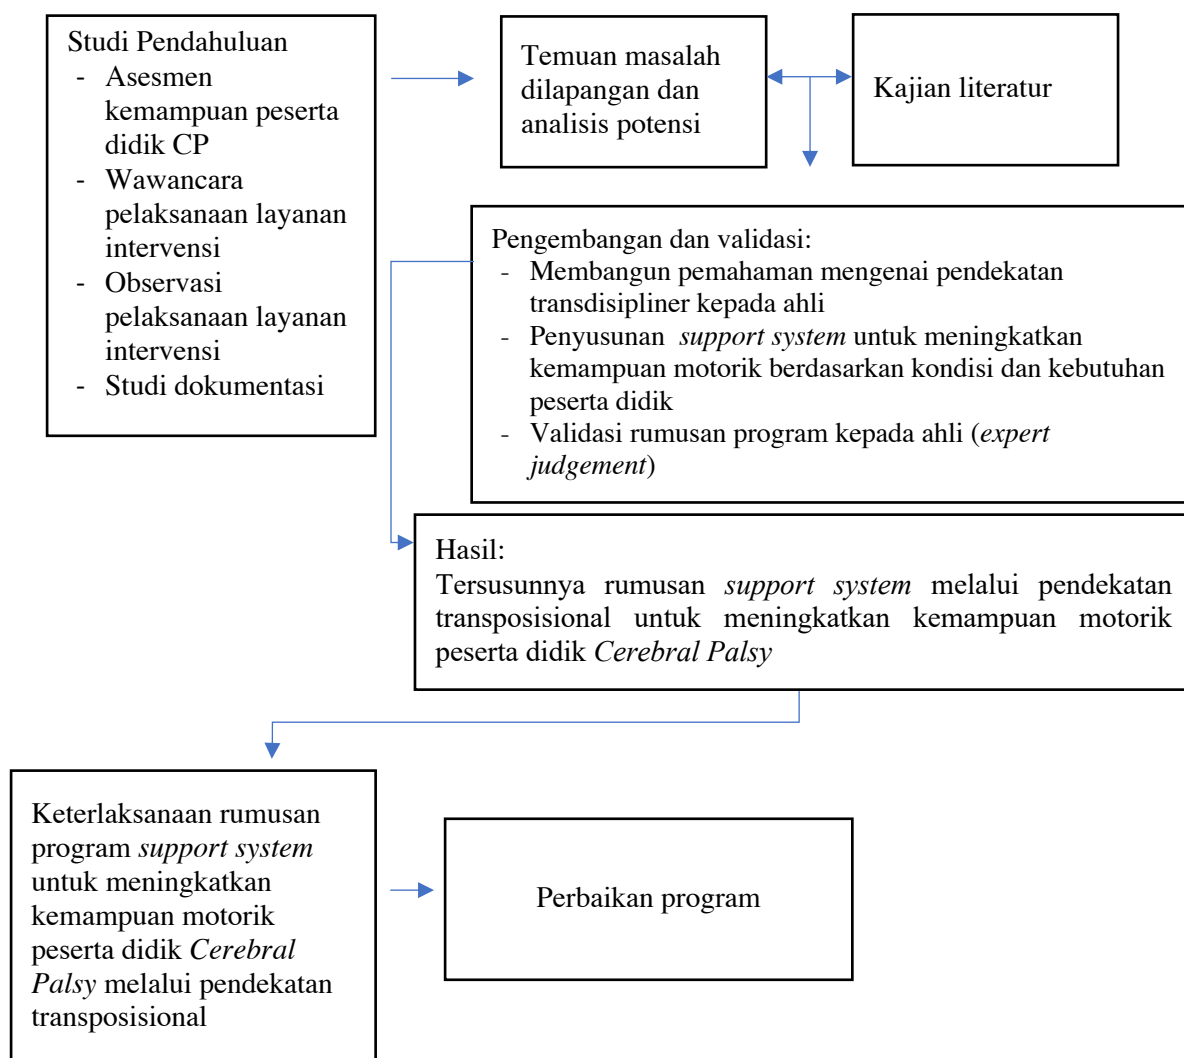 Studi Pendahuluan
- Asesmen
kemampuan peserta
didik CP
- Wawancara
pelaksanaan layanan
intervensi
- Observasi
pelaksanaan layanan
intervensi
- Studi dokumentasi
Temuan masalah
dilapangan dan
analisis potensi
Kajian literatur
Pengembangan dan validasi:
- Membangun pemahaman mengenai pendekatan
transdisipliner kepada ahli
- Penyusunan support system untuk meningkatkan
kemampuan motorik berdasarkan kondisi dan kebutuhan
peserta didik
- Validasi rumusan program kepada ahli (expert
judgement)
Hasil:
Tersusunnya rumusan support system melalui pendekatan
transposisional untuk meningkatkan kemampuan motorik
peserta didik Cerebral Palsy
Keterlaksanaan rumusan
program support system
untuk meningkatkan
kemampuan motorik
peserta didik Cerebral
Palsy melalui pendekatan
transposisional
Perbaikan program